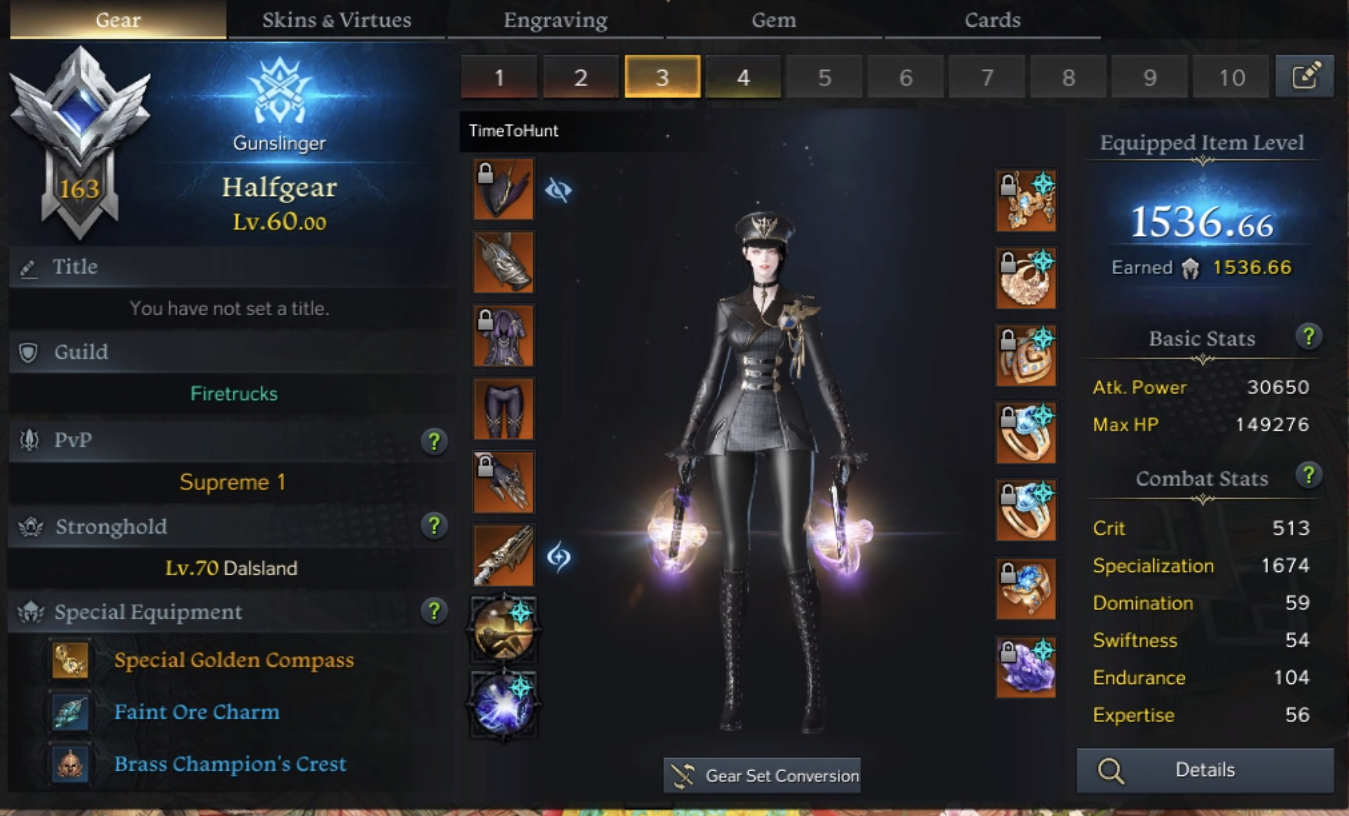 Gear
Skins & Virtues
Engraving
Gem
Cards
163
Gunslinger
Halfgear
Lv.60.00
Title
You have not set a title.
Guild
Firetrucks
PvP
?
Supreme 1
Stronghold
?
Lv.70 Dalsland
Special Equipment
?
Special Golden Compass
Faint Ore Charm
Brass Champion's Crest
1 2 3 4 5 6 7 8 9 10
TimeToHunt
Gear Set Conversion
Equipped Item Level
1536.66
Earned 1536.66
Basic Stats
?
Atk. Power 30650
Max HP 149276
Combat Stats
?
Crit 513
Specialization 1674
Domination 59
Swiftness 54
Endurance 104
Expertise 56
Details